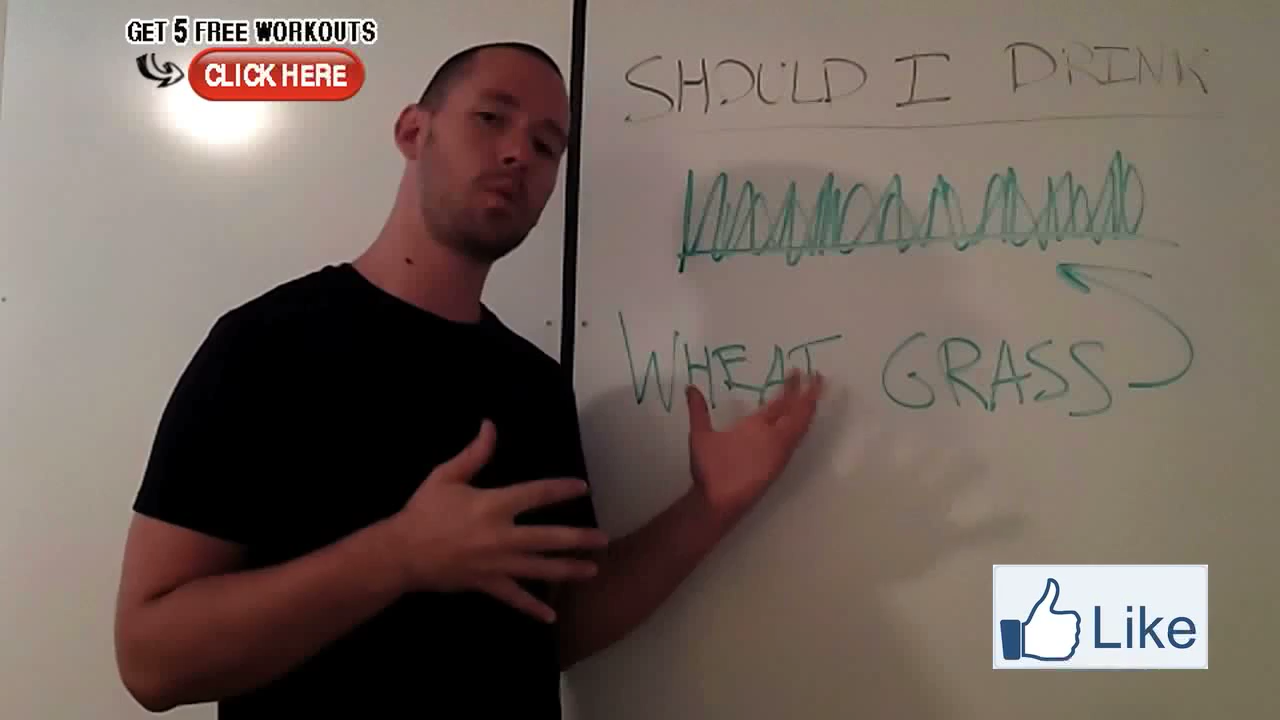 GET 5 FREE WORKOUTS
CLICK HERE
SHOULD I DRINK
WHEAT GRASS
Like